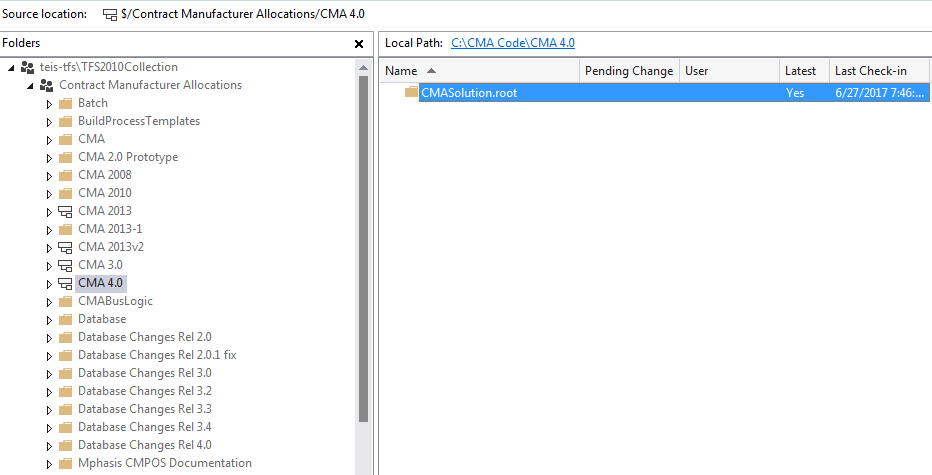 Source location: $/Contract Manufacturer Allocations/CMA 4.0
Folders
teis-tfs\TFS2010Collection
Contract Manufacturer Allocations
Batch
BuildProcessTemplates
CMA
CMA 2.0 Prototype
CMA 2008
CMA 2010
CMA 2013
CMA 2013-1
CMA 2013v2
CMA 3.0
CMA 4.0
CMABusLogic
Database
Database Changes Rel 2.0
Database Changes Rel 2.0.1 fix
Database Changes Rel 3.0
Database Changes Rel 3.2
Database Changes Rel 3.3
Database Changes Rel 3.4
Database Changes Rel 4.0
Mphasis CMPOS Documentation
Local Path: C:\CMA Code\CMA 4.0
Name Pending Change User Latest Last Check-in
CMASolution.root Yes 6/27/2017 7:46:...